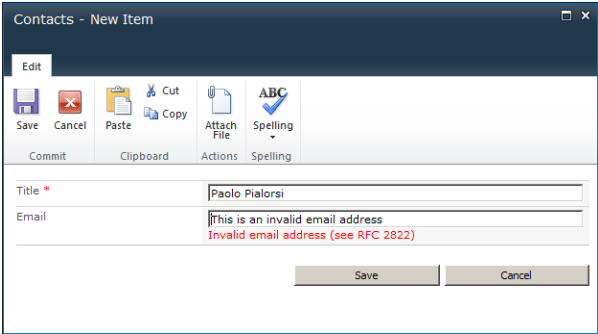 Contacts - New Item
Edit
Save
Cancel
Paste
Cut
Copy
Attach
File
ABC
Spelling
Commit
Clipboard
Actions
Spelling
Title *
Paolo Pialorsi
Email
This is an invalid email address
Invalid email address (see RFC 2822)
Save
Cancel